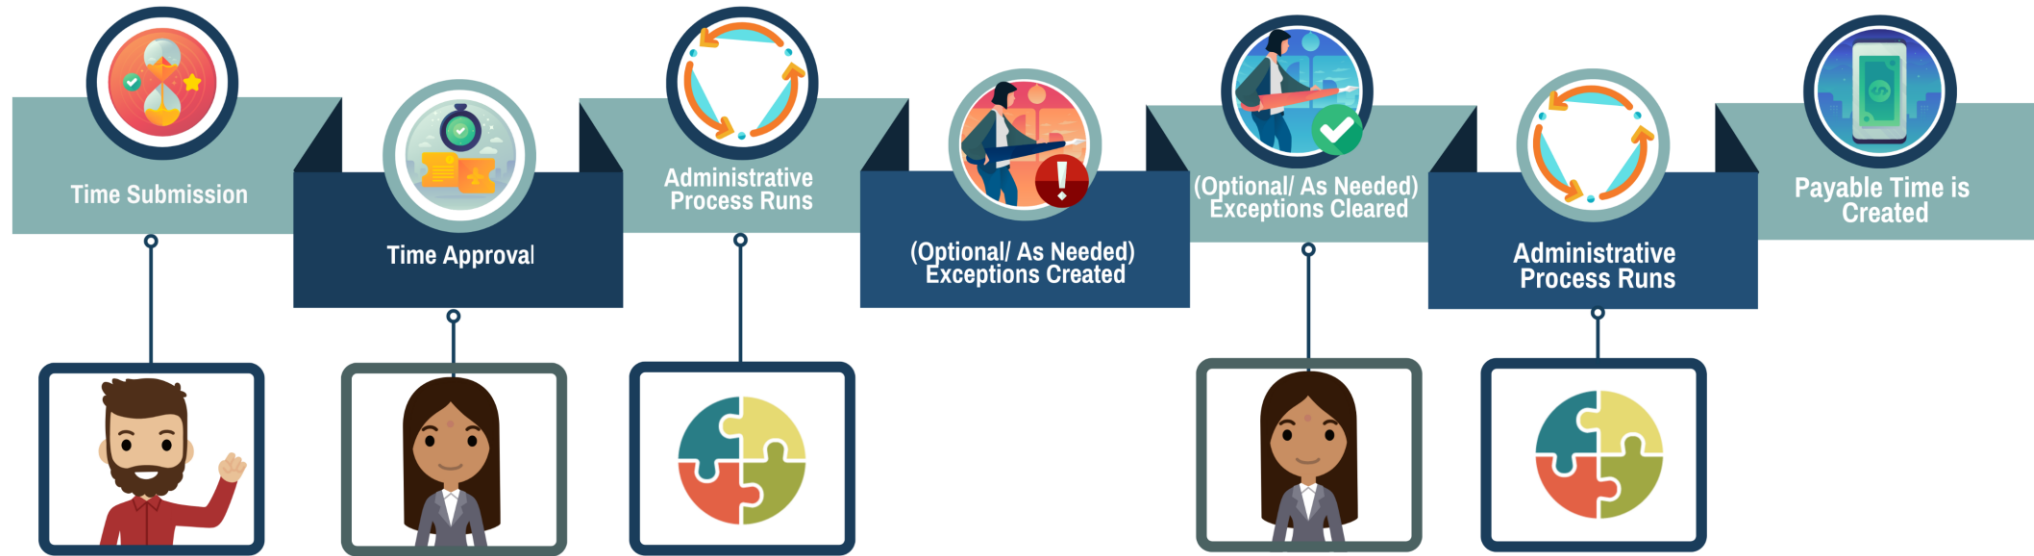 Time Submission
Time Approval
Administrative
Process Runs
(Optional/ As Needed)
Exceptions Created
(Optional/ As Needed)
Exceptions Cleared
Administrative
Process Runs
Payable Time is
Created